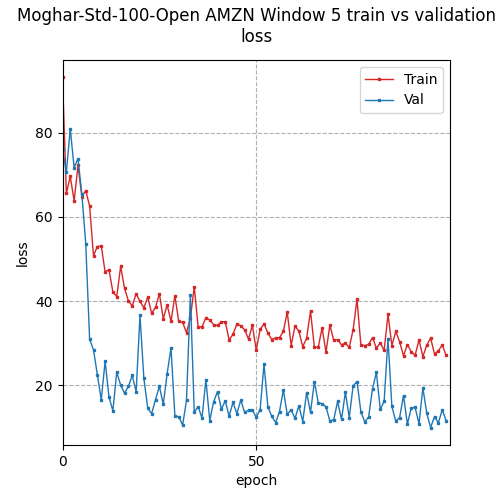 Moghar-Std-100-Open AMZN Window 5 train vs validation
loss
Train
Val
80
60
40
20
loss
0
50
epoch